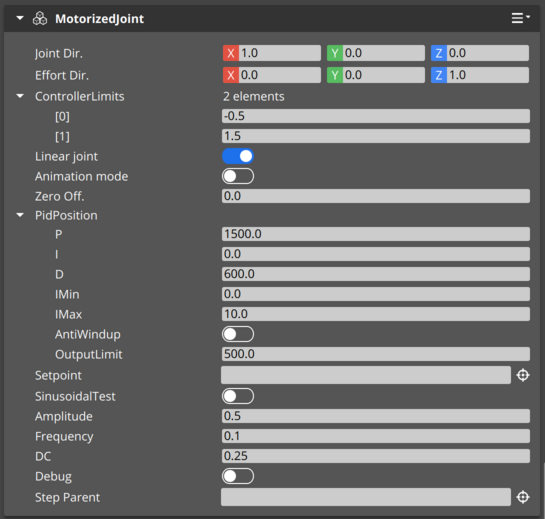 MotorizedJoint
Joint Dir. X 1.0 Y 0.0 Z 0.0
Effort Dir. X 0.0 Y 0.0 Z 1.0
ControllerLimits 2 elements
[0] -0.5
[1] 1.5
Linear joint
Animation mode
Zero Off. 0.0
PidPosition
P 1500.0
I 0.0
D 600.0
IMin 0.0
IMax 10.0
AntiWindup
OutputLimit 500.0
Setpoint
SinusoidalTest
Amplitude 0.5
Frequency 0.1
DC 0.25
Debug
Step Parent